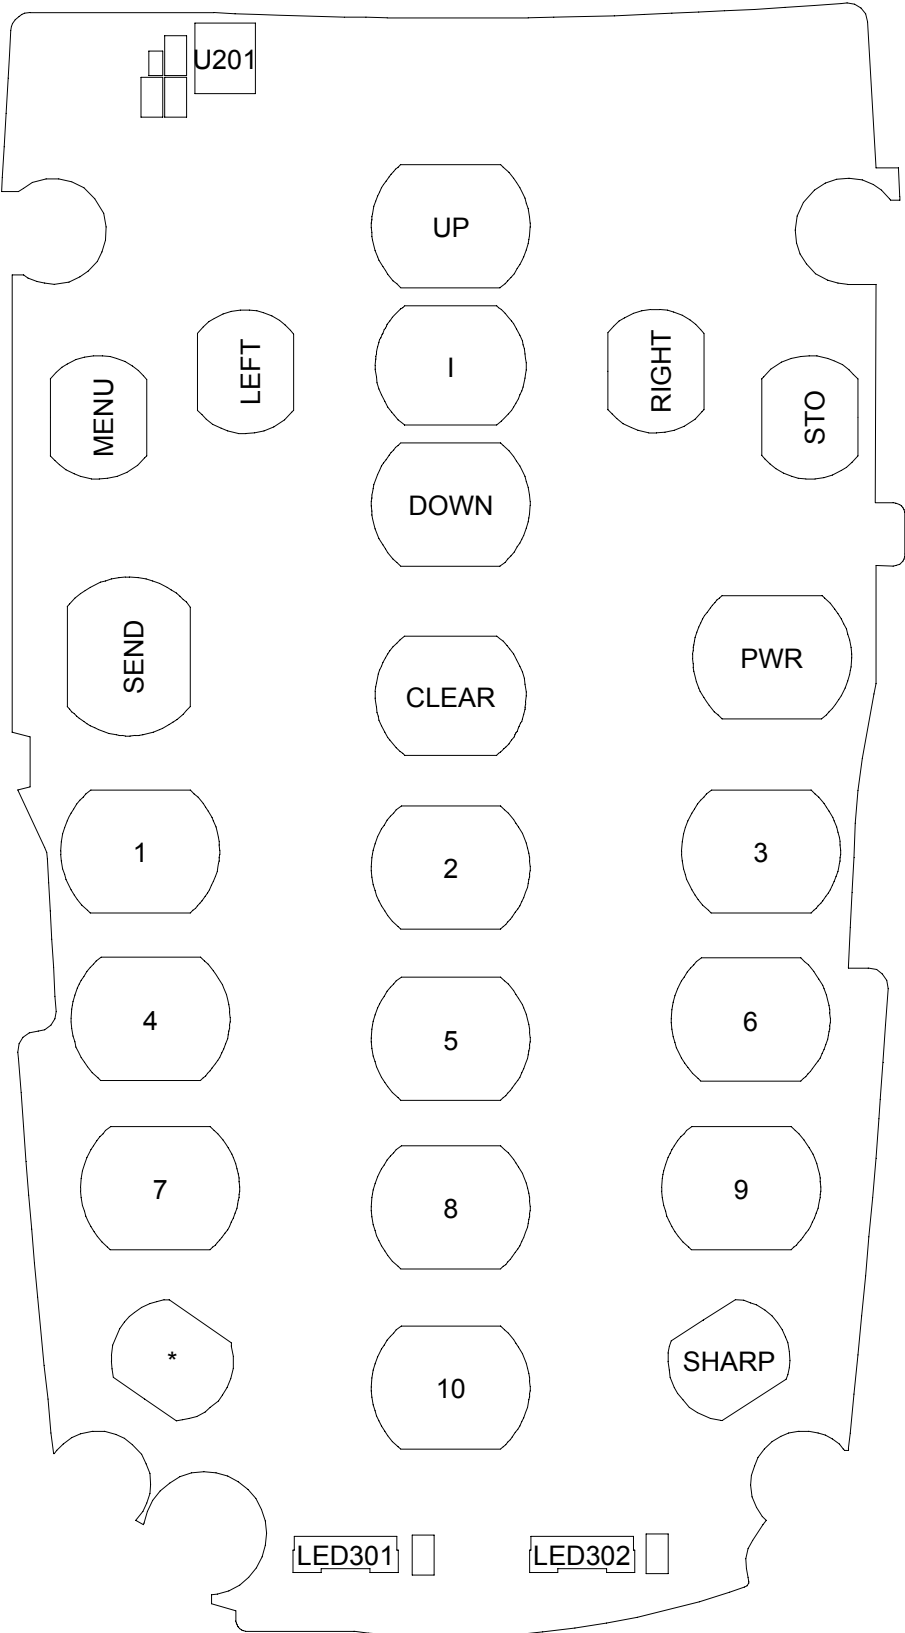 U201
UP
LEFT
I
RIGHT
MENU
STO
DOWN
SEND
CLEAR
PWR
1
2
3
4
5
6
7
8
9
*
10
SHARP
LED301
LED302